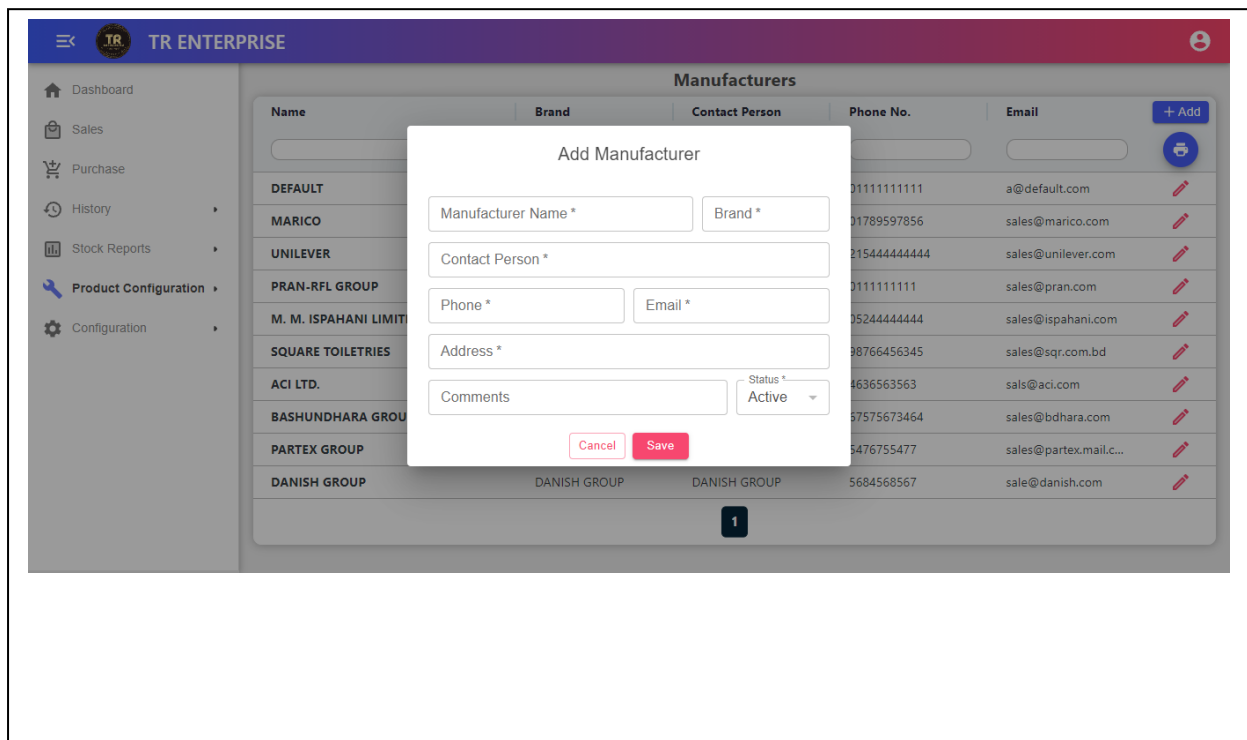 TR TR ENTERPRISE
Dashboard
Sales
Purchase
History
Stock Reports
Product Configuration
Configuration
Manufacturers
Name Brand Contact Person Phone No. Email + Add
DEFAULT 01111111111 a@default.com
MARICO 01789597856 sales@marico.com
UNILEVER 215444444444 sales@unilever.com
PRAN-RFL GROUP 0111111111 sales@pran.com
M. M. ISPAHANI LIMIT 05244444444 sales@ispahani.com
SQUARE TOILETRIES 98766456345 sales@sqr.com.bd
ACI LTD. 4636563563 sals@aci.com
BASHUNDHARA GROU 67575673464 sales@bdhara.com
PARTEX GROUP 5476755477 sales@partex.mail.c...
DANISH GROUP DANISH GROUP DANISH GROUP 5684568567 sale@danish.com
1
Add Manufacturer
Manufacturer Name * Brand *
Contact Person *
Phone * Email *
Address *
Comments Status * Active
Cancel Save